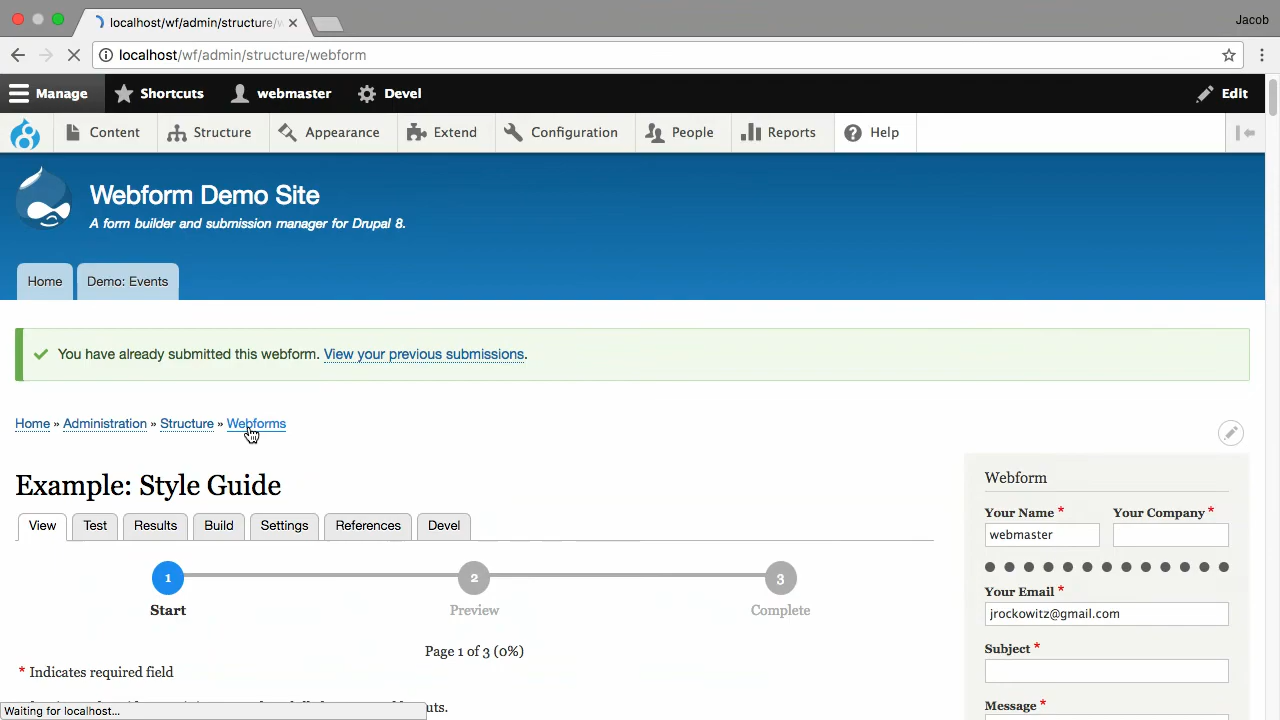 localhost/wf/admin/structure/w
Jacob
localhost/wf/admin/structure/webform
Manage Shortcuts webmaster Devel Edit
Content Structure Appearance Extend Configuration People Reports Help
Webform Demo Site
A form builder and submission manager for Drupal 8.
Home Demo: Events
You have already submitted this webform. View your previous submissions.
Home » Administration » Structure » Webforms
Example: Style Guide
View Test Results Build Settings References Devel
1 2 3
Start Preview Complete
Page 1 of 3 (0%)
* Indicates required field
uts.
Waiting for localhost...
Webform
Your Name * Your Company *
webmaster
Your Email *
jrockowitz@gmail.com
Subject *
Message *